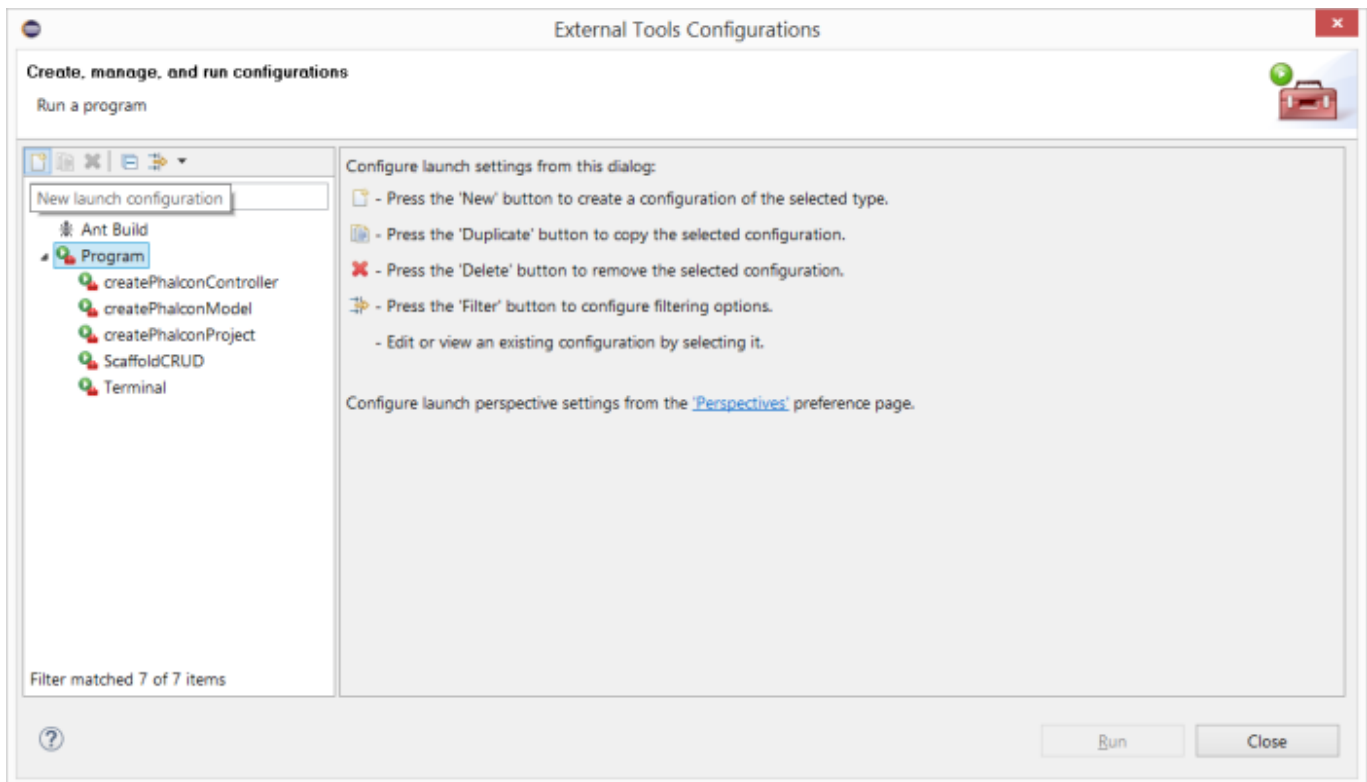 External Tools Configurations
Create, manage, and run configurations
Run a program
New launch configuration
Ant Build
Program
createPhalconController
createPhalconModel
createPhalconProject
ScaffoldCRUD
Terminal
Filter matched 7 of 7 items
Configure launch settings from this dialog:
- Press the 'New' button to create a configuration of the selected type.
- Press the 'Duplicate' button to copy the selected configuration.
- Press the 'Delete' button to remove the selected configuration.
- Press the 'Filter' button to configure filtering options.
- Edit or view an existing configuration by selecting it.
Configure launch perspective settings from the 'Perspectives' preference page.
Run
Close